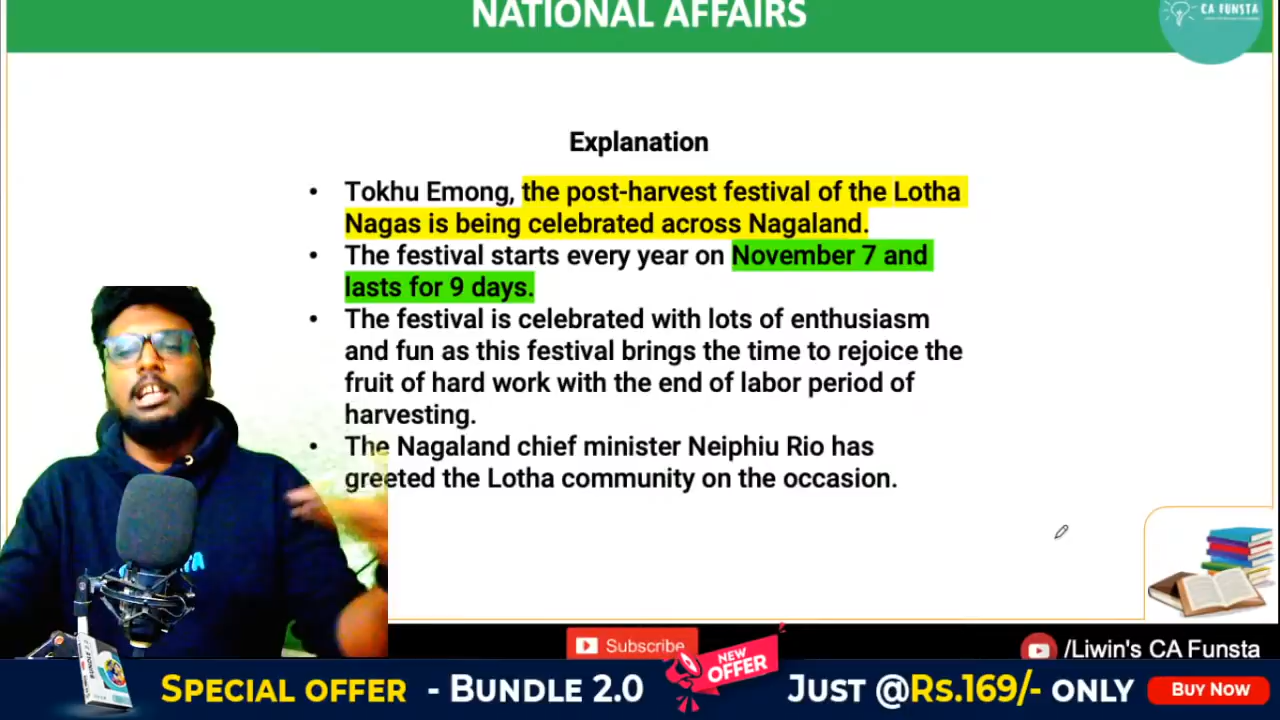 NATIONAL AFFAIRS
CA FUNSTA
Explanation
• Tokhu Emong, the post-harvest festival of the Lotha
Nagas is being celebrated across Nagaland.
• The festival starts every year on November 7 and
lasts for 9 days.
• The festival is celebrated with lots of enthusiasm
and fun as this festival brings the time to rejoice the
fruit of hard work with the end of labor period of
harvesting.
• The Nagaland chief minister Neiphiu Rio has
greeted the Lotha community on the occasion.
Subscribe
/Liwin's CA Funsta
SPECIAL OFFER - BUNDLE 2.0
NEW
OFFER
JUST @Rs.169/- ONLY
BUY NOW